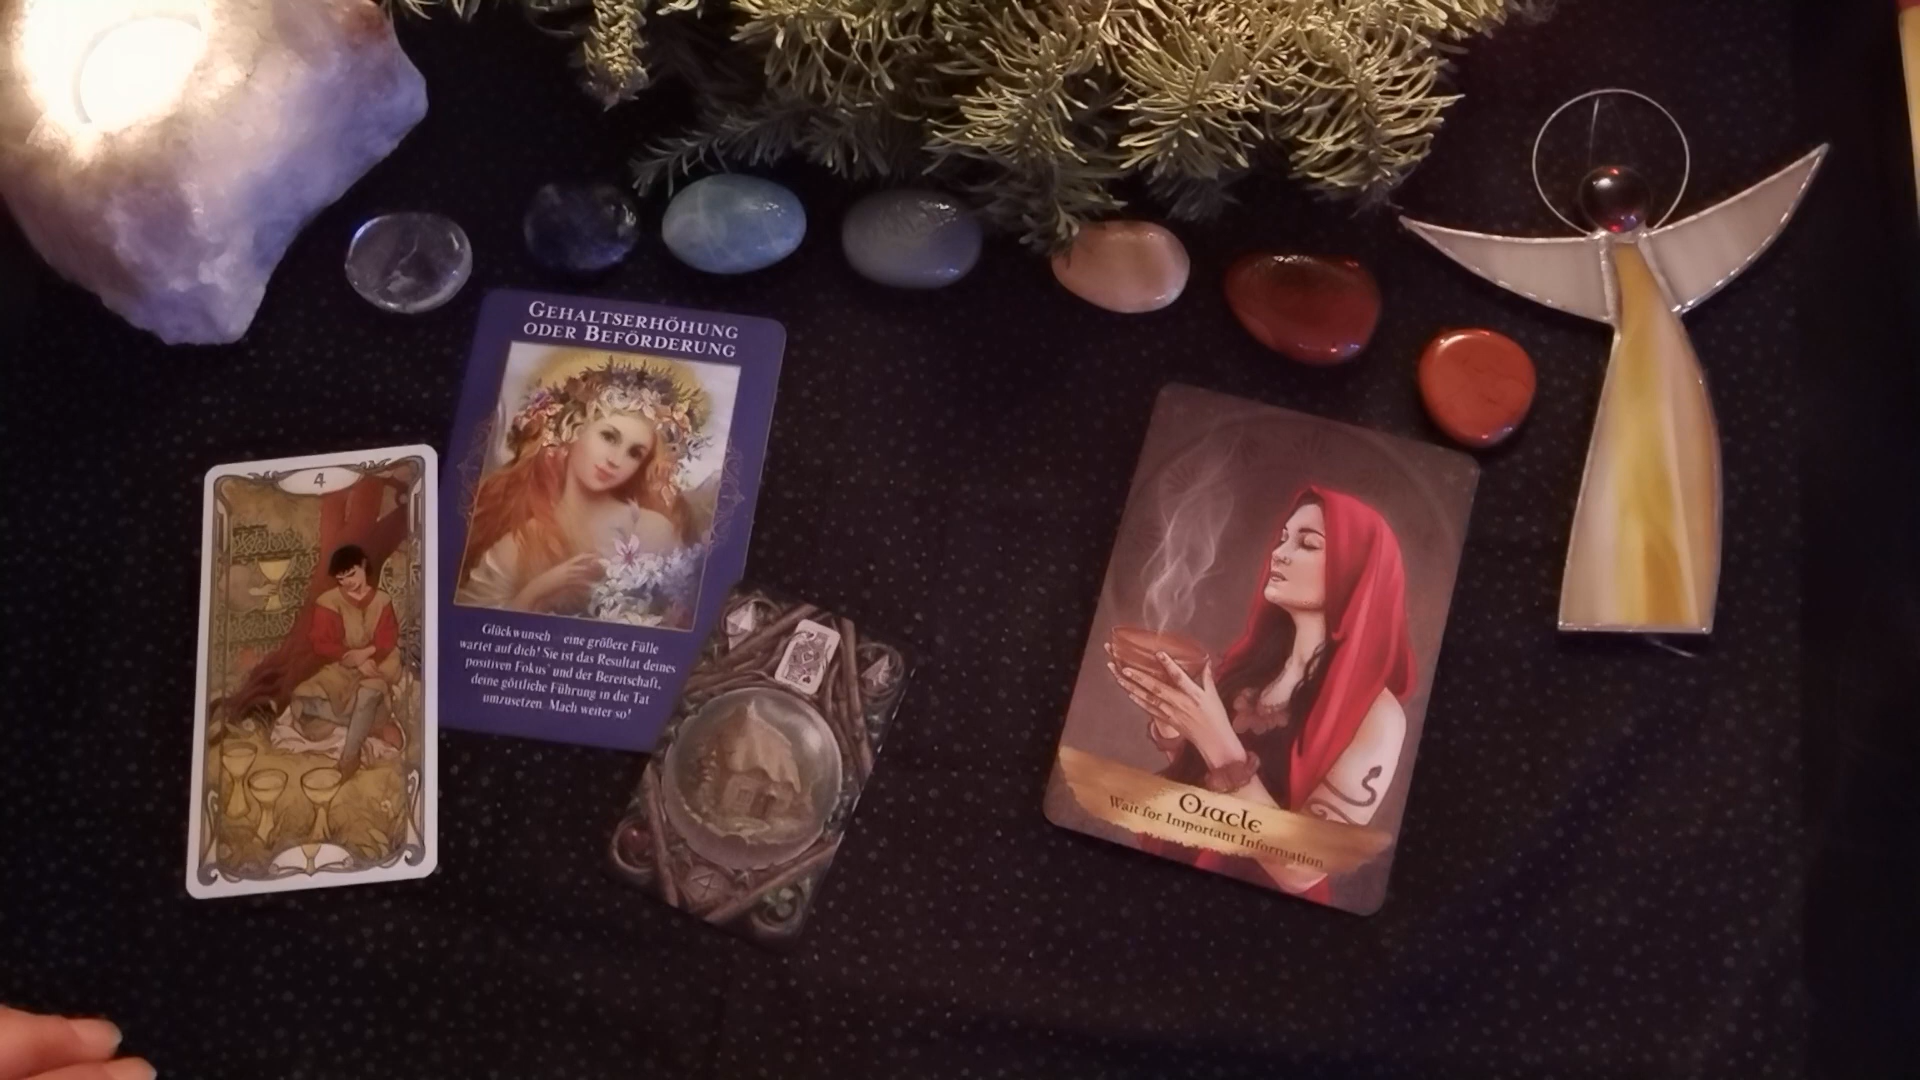 4
GEHALTSERHÖHUNG
ODER BEFÖRDERUNG
Glückwunsch eine größere Fülle
wartet auf dich! Sie ist das Resultat deines
positiven Fokus' und der Bereitschaft,
deine göttliche Führung in die Tat
umzusetzen. Mach weiter so!
Oracle
Wait for Important Information